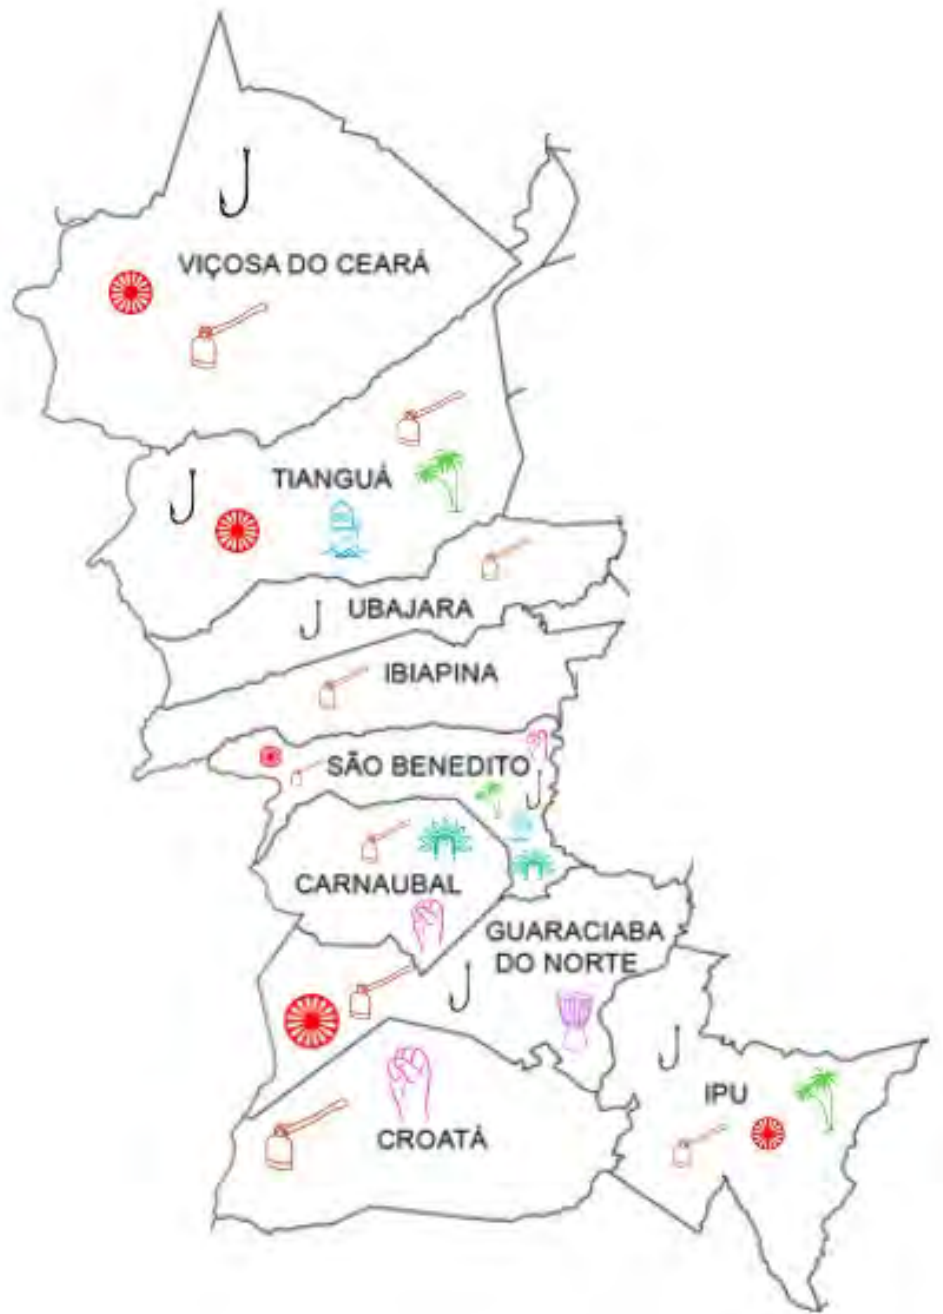 VIÇOSA DO CEARÁ
TIANGUÁ
UBAJARA
IBIAPINA
SÃO BENEDITO
CARNAUBAL
GUARACIABA
DO NORTE
IPU
CROATÁ